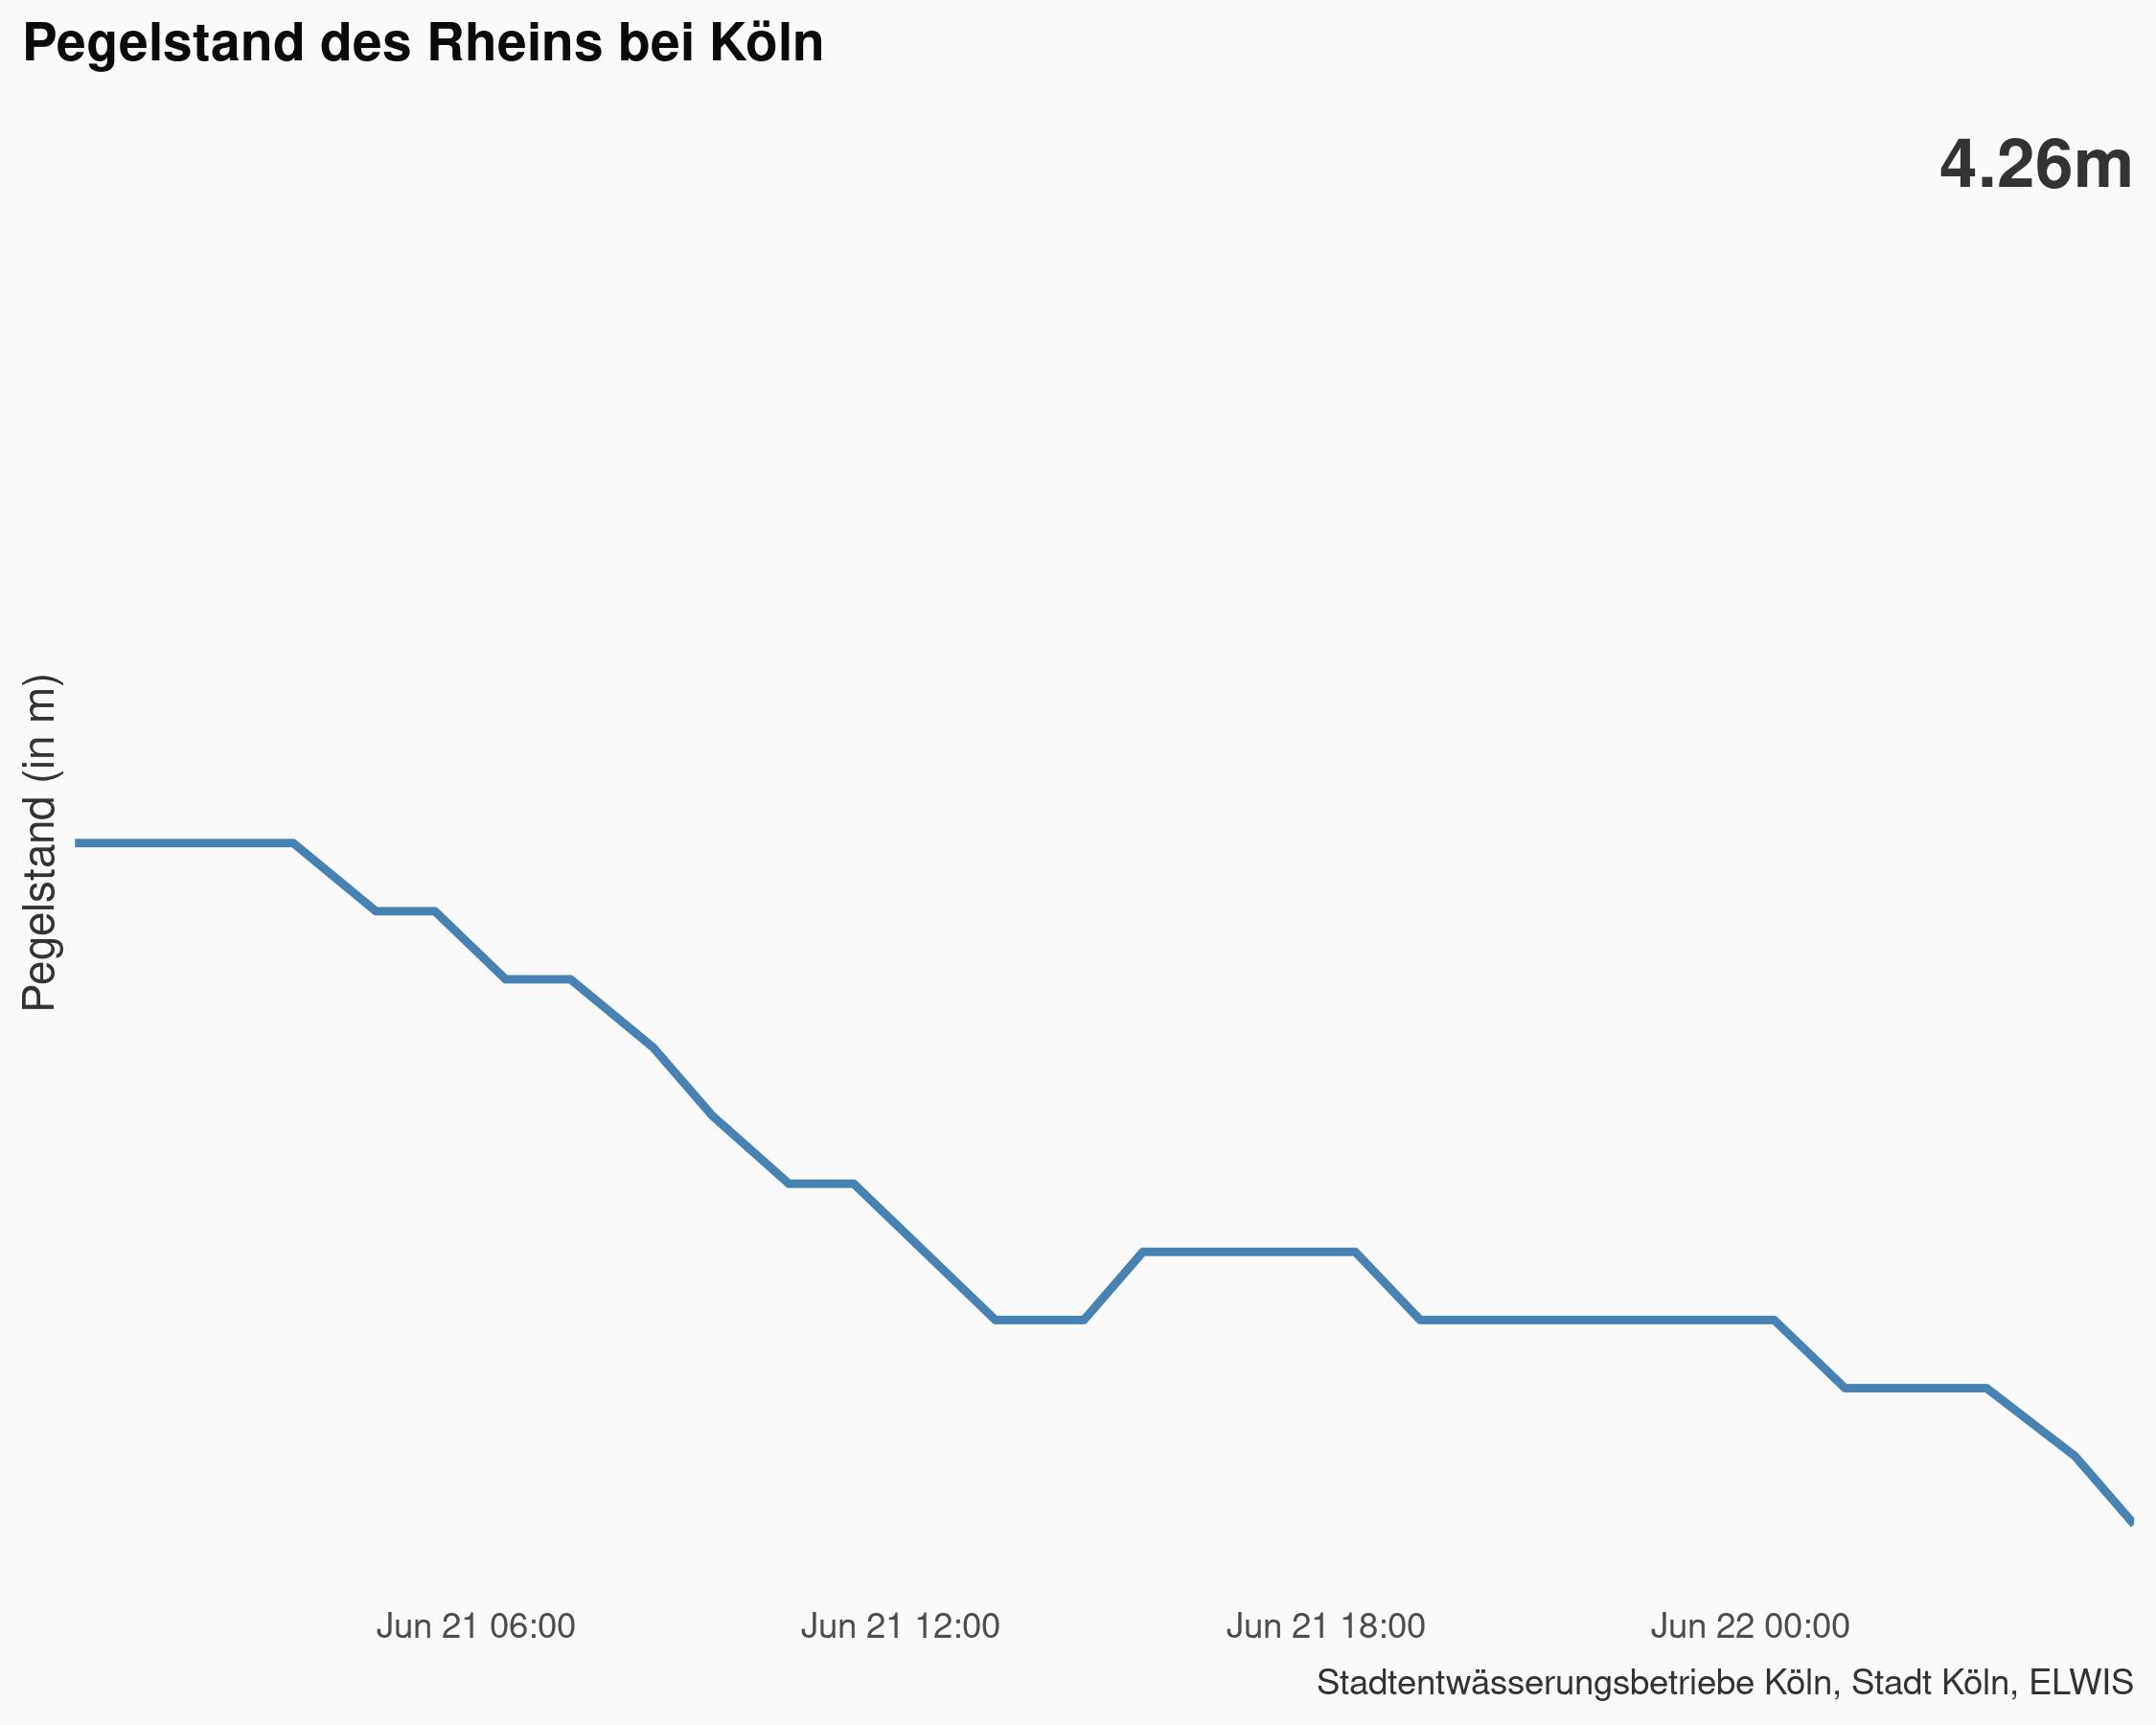 Pegelstand des Rheins bei Köln
4.26m
Pegelstand (in m)
Jun 21 06:00
Jun 21 12:00
Jun 21 18:00
Jun 22 00:00
Stadtentwässerungsbetriebe Köln, Stadt Köln, ELWIS